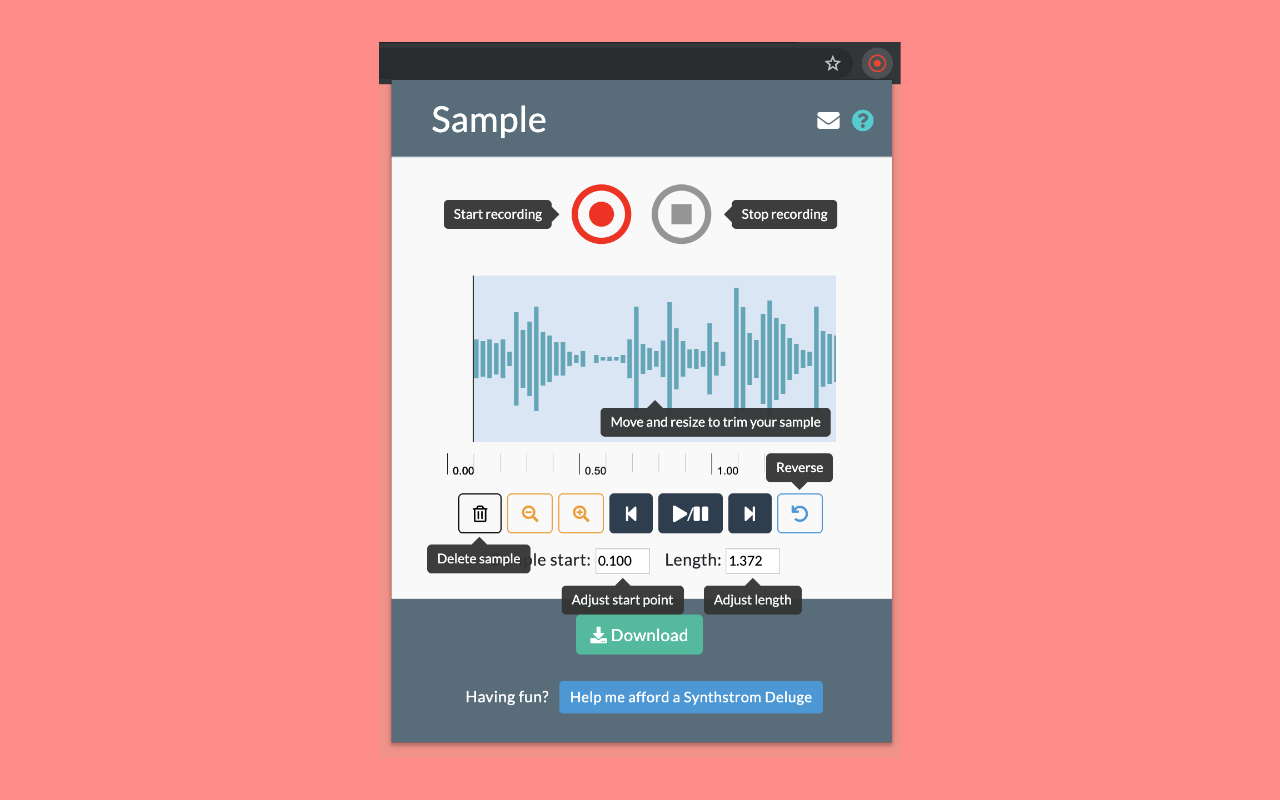 Sample
Start recording
Stop recording
Move and resize to trim your sample
0.00
0.50
1.00
Reverse
Delete sample
ple start: 0.100
Length: 1.372
Adjust start point
Adjust length
Download
Having fun?
Help me afford a Synthstrom Deluge